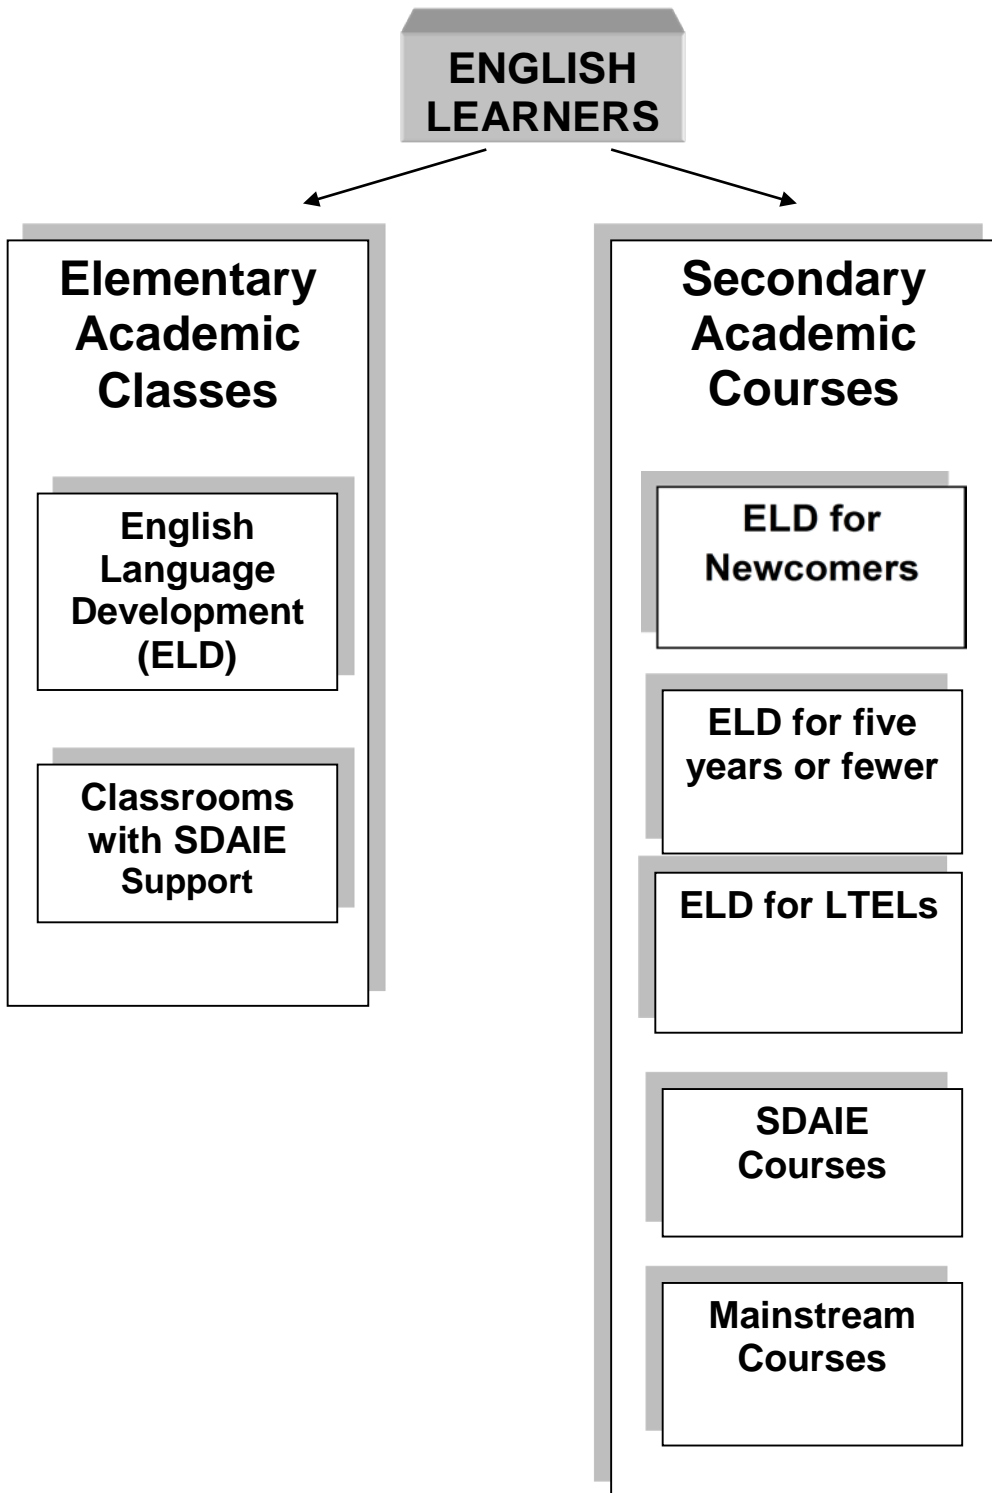 ENGLISH
LEARNERS
Elementary
Academic
Classes
English
Language
Development
(ELD)
Classrooms
with SDAIE
Support
Secondary
Academic
Courses
ELD for
Newcomers
ELD for five
years or fewer
ELD for LTELs
SDAIE
Courses
Mainstream
Courses